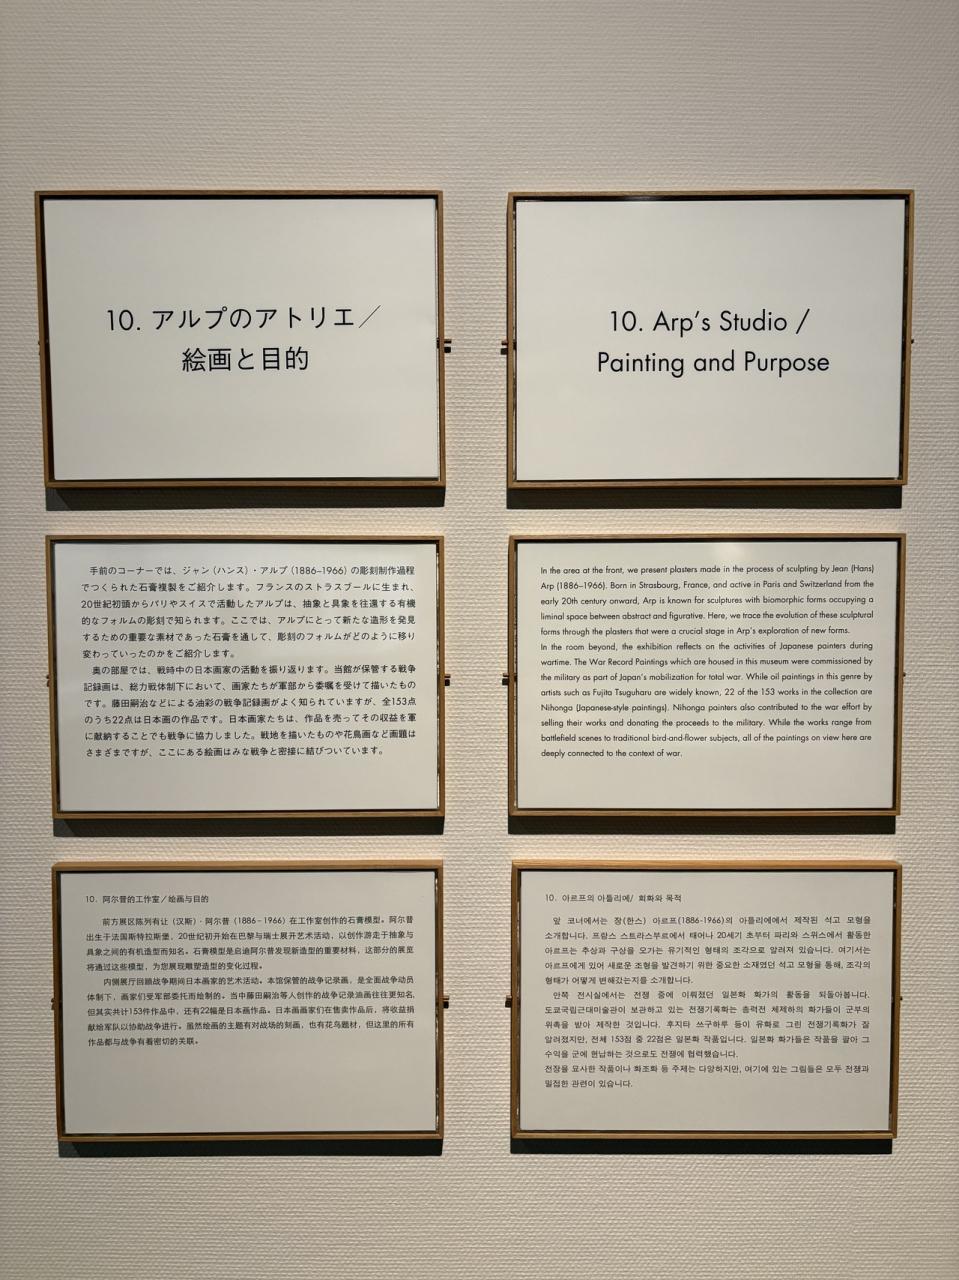 10. アルプのアトリエ／
絵画と目的
10. Arp's Studio /
Painting and Purpose
手前のコーナーでは、ジャン（ハンス）・アルプ（1886–1966）の彫刻制作過程
でつくられた石膏複製をご紹介します。フランスのストラスブールに生まれ、
20世紀初頭からパリやスイスで活動したアルプは、抽象と具象を往還する有機
的なフォルムの彫刻で知られます。ここでは、アルプにとって新たな造形を発見
するための重要な素材であった石膏を通して、彫刻のフォルムがどのように移り
変わっていったのかをご紹介します。
奥の部屋では、戦時中の日本画家の活動を振り返ります。当館が保管する戦争
記録画は、総力戦体制下において、画家たちが軍部から委嘱を受けて描いたもの
です。藤田嗣治などによる油彩の戦争記録画がよく知られていますが、全153点
のうち22点は日本画の作品です。日本画家たちは、作品を売ってその収益を軍
に献納することでも戦争に協力しました。戦地を描いたものや花鳥画など画題は
さまざまですが、ここにある絵画はみな戦争と密接に結びついています。
In the area at the front, we present plasters made in the process of sculpting by Jean (Hans)
Arp (1886–1966). Born in Strasbourg, France, and active in Paris and Switzerland from the
early 20th century onward, Arp is known for sculptures with biomorphic forms occupying a
liminal space between abstract and figurative. Here, we trace the evolution of these sculptural
forms through the plasters that were a crucial stage in Arp's exploration of new forms.
In the room beyond, the exhibition reflects on the activities of Japanese painters during
wartime. The War Record Paintings which are housed in this museum were commissioned by
the military as part of Japan's mobilization for total war. While oil paintings in this genre by
artists such as Fujita Tsuguharu are widely known, 22 of the 153 works in the collection are
Nihonga (Japanese-style paintings). Nihonga painters also contributed to the war effort by
selling their works and donating the proceeds to the military. While the works range from
battlefield scenes to traditional bird-and-flower subjects, all of the paintings on view here are
deeply connected to the context of war.
10. 阿尔普的工作室／绘画与目的
前方展区陈列有让（汉斯）·阿尔普（1886–1966）在工作室创作的石膏模型。阿尔普
出生于法国斯特拉斯堡，20世纪初开始在巴黎与瑞士展开艺术活动，以创作游走于抽象与
具象之间的有机造型而知名。石膏模型是启迪阿尔普发现新造型的重要材料，这部分的展览
将通过这些模型，为您展现雕塑造型的变化过程。
内侧展厅回顾战争期间日本画家的艺术活动。本馆保管的战争记录画，是全面战争动员
体制下，画家们受军部委托而绘制的。当中藤田嗣治等人创作的战争记录油画往往更知名，
但其实共计153件作品中，还有22幅是日本画作品。日本画画家们在售卖作品后，将收益捐
献给军队以协助战争进行。虽然绘画的主题有对战场的刻画，也有花鸟题材，但这里的所有
作品都与战争有着密切的关联。
10. 아르프의 아틀리에/ 회화와 목적
앞 코너에서는 장(한스) 아르프(1886-1966)의 아틀리에에서 제작된 석고 모형을
소개합니다. 프랑스 스트라스부르에서 태어나 20세기 초부터 파리와 스위스에서 활동한
아르프는 추상과 구상을 오가는 유기적인 형태의 조각으로 알려져 있습니다. 여기서는
아르프에게 있어 새로운 조형을 발견하기 위한 중요한 소재였던 석고 모형을 통해, 조각의
형태가 어떻게 변해갔는지를 소개합니다.
안쪽 전시실에서는 전쟁 중에 이뤄졌던 일본화 화가의 활동을 되돌아봅니다.
도쿄국립근대미술관이 보관하고 있는 전쟁기록화는 총력전 체제하의 화가들이 군부의
위촉을 받아 제작한 것입니다. 후지타 쓰구하루 등이 유화로 그린 전쟁기록화가 잘
알려졌지만, 전체 153점 중 22점은 일본화 작품입니다. 일본화 화가들은 작품을 팔아 그
수익을 군에 헌납하는 것으로도 전쟁에 협력했습니다.
전장을 묘사한 작품이나 화조화 등 주제는 다양하지만, 여기에 있는 그림들은 모두 전쟁과
밀접한 관련이 있습니다.